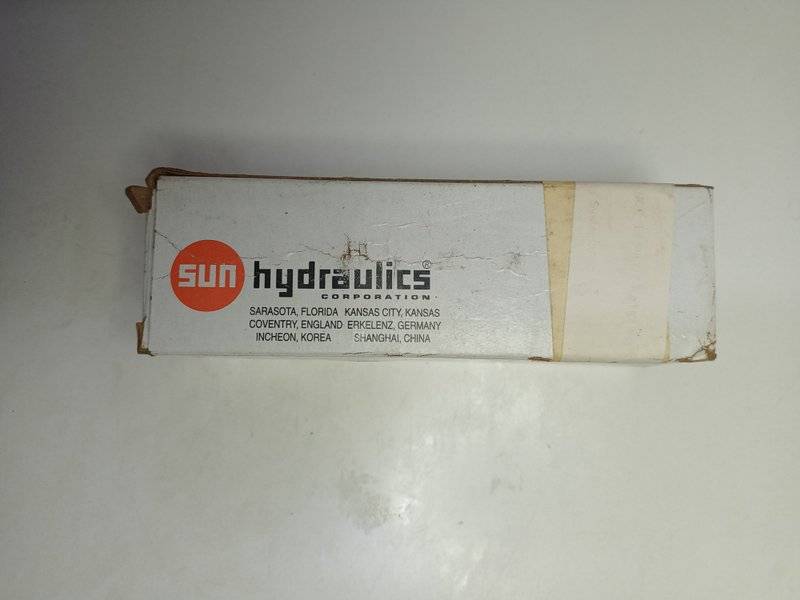 sun hydraulics®
CORPORATION
SARASOTA, FLORIDA KANSAS CITY, KANSAS
COVENTRY, ENGLAND ERKELENZ, GERMANY
INCHEON, KOREA SHANGHAI, CHINA